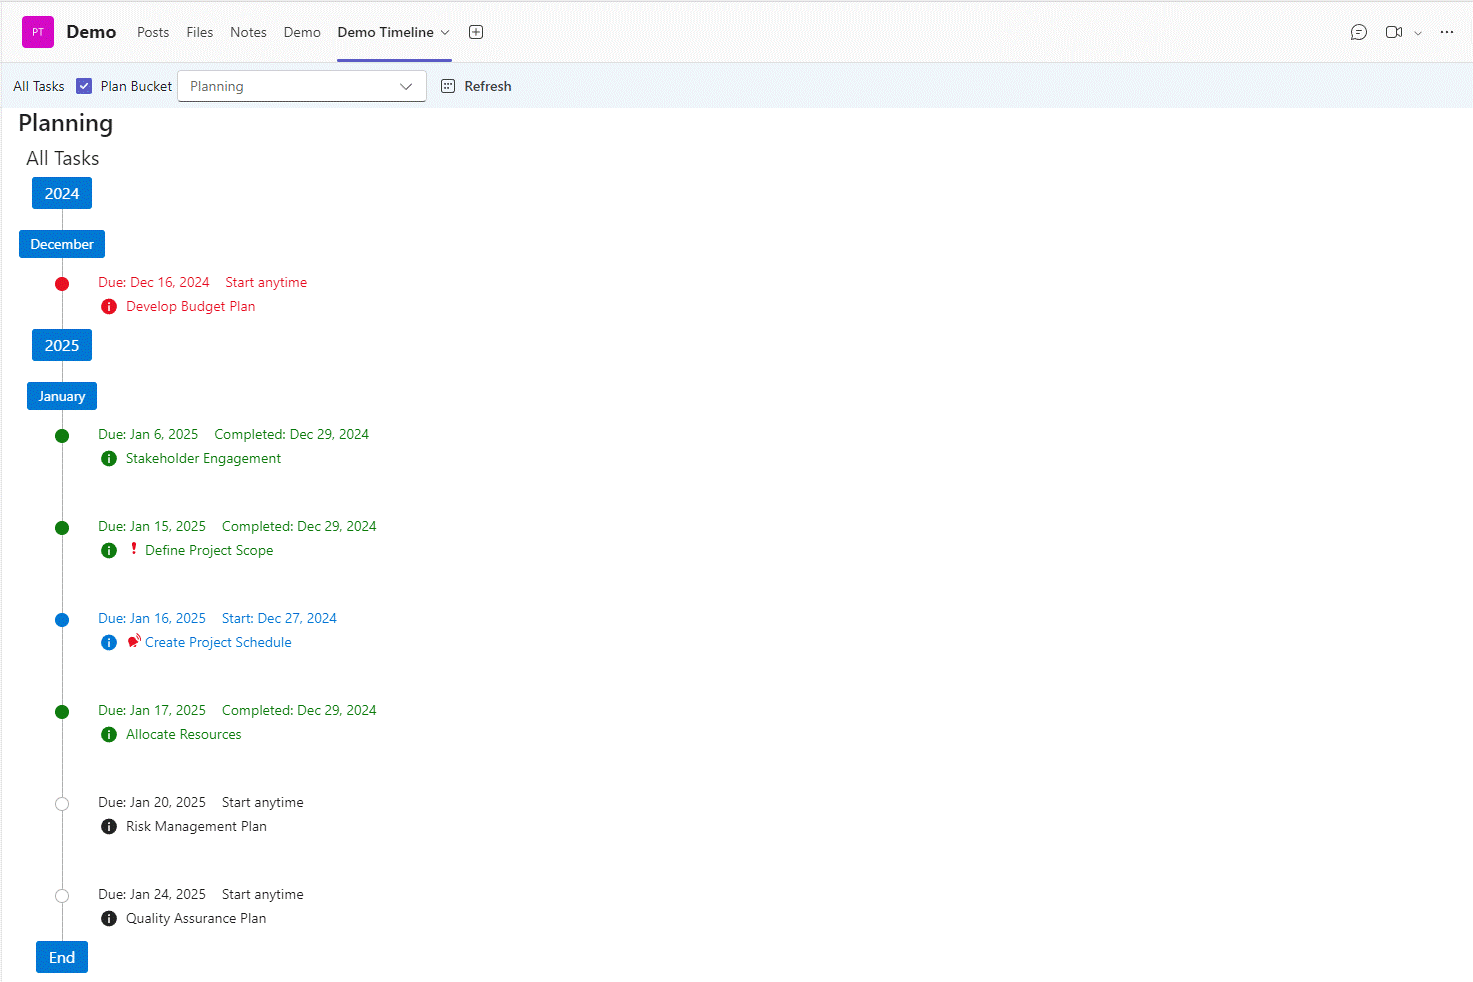 PT Demo Posts Files Notes Demo Demo Timeline
All Tasks Plan Bucket Planning Refresh
Planning
All Tasks
2024
December
Due: Dec 16, 2024 Start anytime
Develop Budget Plan
2025
January
Due: Jan 6, 2025 Completed: Dec 29, 2024
Stakeholder Engagement
Due: Jan 15, 2025 Completed: Dec 29, 2024
Define Project Scope
Due: Jan 16, 2025 Start: Dec 27, 2024
Create Project Schedule
Due: Jan 17, 2025 Completed: Dec 29, 2024
Allocate Resources
Due: Jan 20, 2025 Start anytime
Risk Management Plan
Due: Jan 24, 2025 Start anytime
Quality Assurance Plan
End